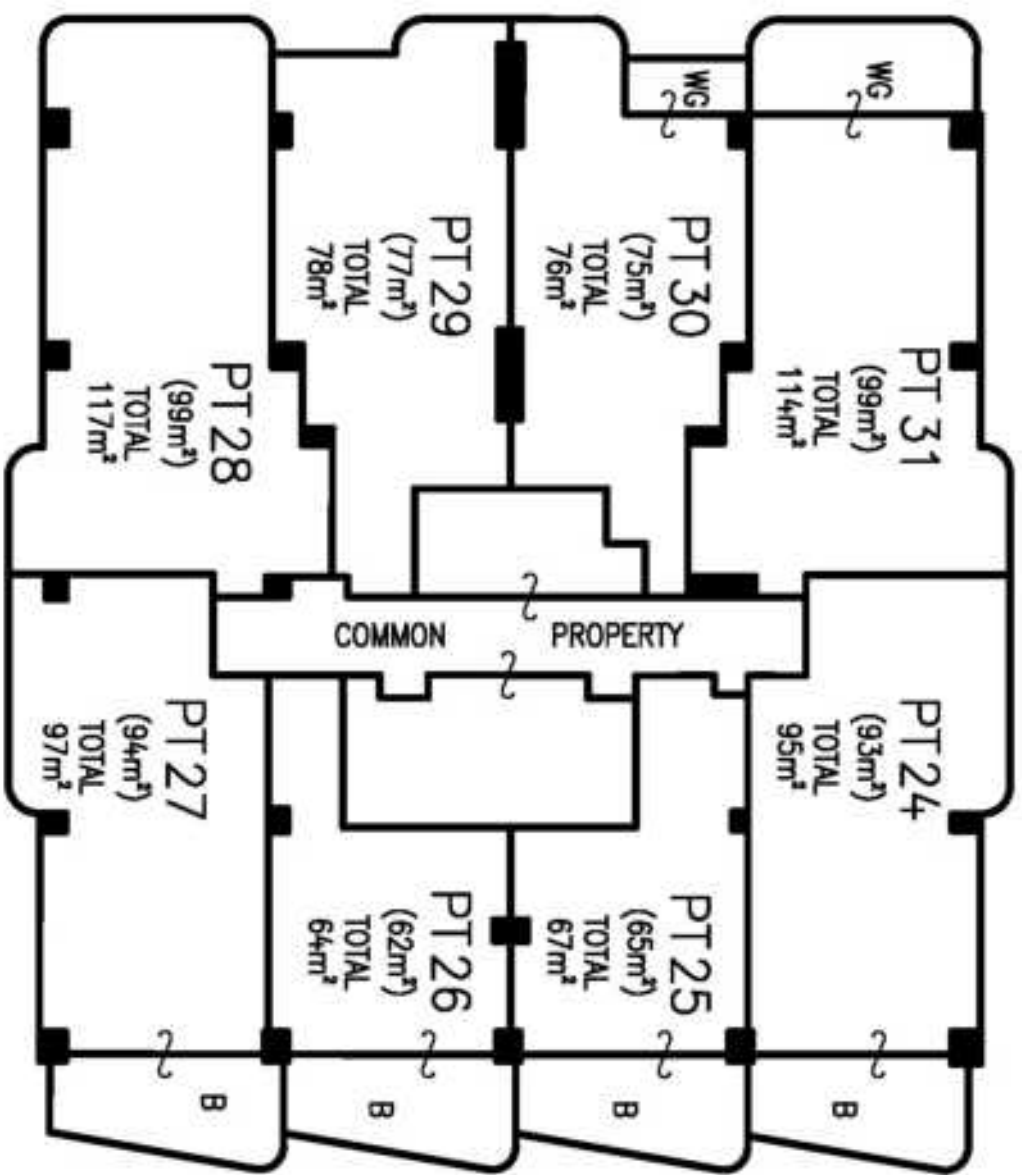 WG
WG
PT 28
(99m²)
TOTAL
117m²
PT 29
(77m²)
TOTAL
78m²
PT 30
(75m²)
TOTAL
76m²
PT 31
(99m²)
TOTAL
114m²
COMMON PROPERTY
PT 27
(94m²)
TOTAL
97m²
PT 26
(62m²)
TOTAL
64m²
PT 25
(65m²)
TOTAL
67m²
PT 24
(93m²)
TOTAL
95m²
B
B
B
B